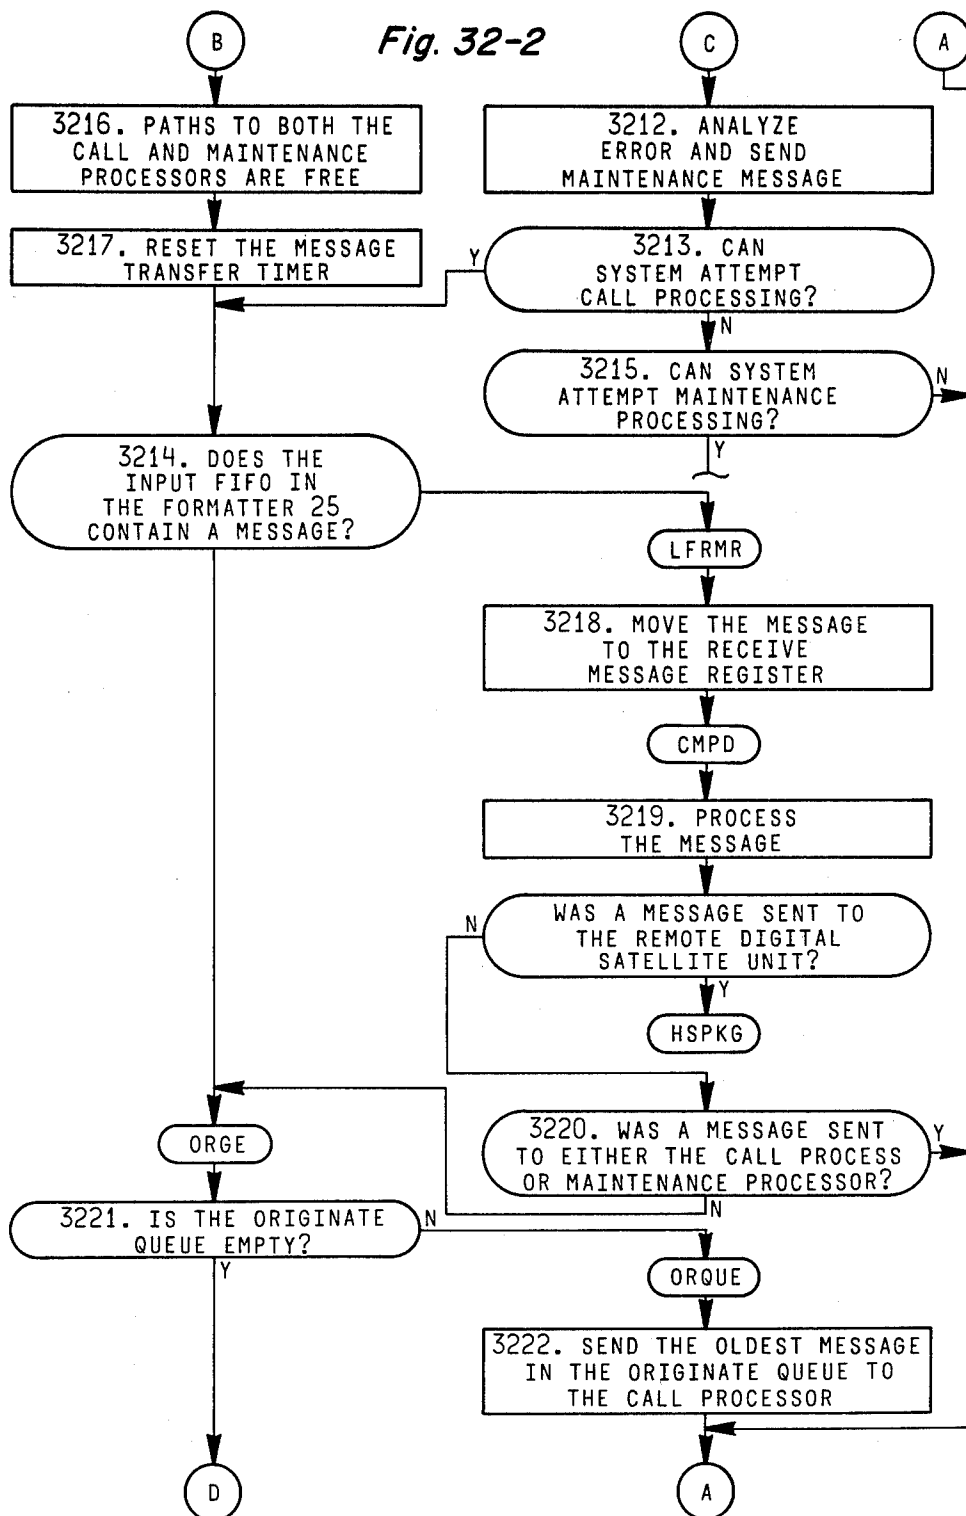 B
Fig. 32-2
C
A
3216. PATHS TO BOTH THE
CALL AND MAINTENANCE
PROCESSORS ARE FREE
3212. ANALYZE
ERROR AND SEND
MAINTENANCE MESSAGE
3217. RESET THE MESSAGE
TRANSFER TIMER
Y
3213. CAN
SYSTEM ATTEMPT
CALL PROCESSING?
N
3215. CAN SYSTEM
ATTEMPT MAINTENANCE
PROCESSING?
N
Y
3214. DOES THE
INPUT FIFO IN
THE FORMATTER 25
CONTAIN A MESSAGE?
LFRMR
3218. MOVE THE MESSAGE
TO THE RECEIVE
MESSAGE REGISTER
CMPD
3219. PROCESS
THE MESSAGE
N
WAS A MESSAGE SENT TO
THE REMOTE DIGITAL
SATELLITE UNIT?
Y
HSPKG
3220. WAS A MESSAGE SENT
TO EITHER THE CALL PROCESS
OR MAINTENANCE PROCESSOR?
Y
N
ORGE
3221. IS THE ORIGINATE
QUEUE EMPTY?
N
Y
ORQUE
3222. SEND THE OLDEST MESSAGE
IN THE ORIGINATE QUEUE TO
THE CALL PROCESSOR
D
A